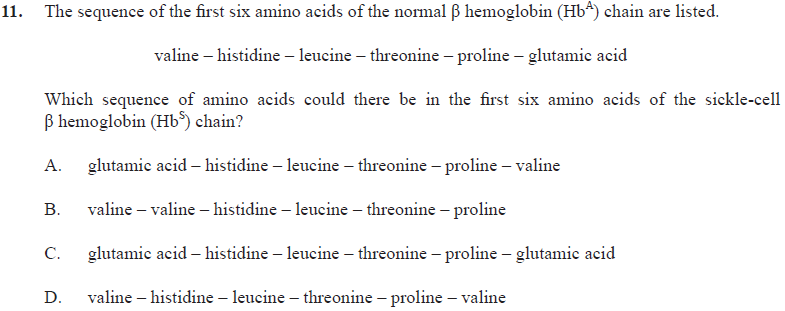 11. The sequence of the first six amino acids of the normal β hemoglobin (Hbᴬ) chain are listed.
valine – histidine – leucine – threonine – proline – glutamic acid
Which sequence of amino acids could there be in the first six amino acids of the sickle-cell
β hemoglobin (Hbˢ) chain?
A. glutamic acid – histidine – leucine – threonine – proline – valine
B. valine – valine – histidine – leucine – threonine – proline
C. glutamic acid – histidine – leucine – threonine – proline – glutamic acid
D. valine – histidine – leucine – threonine – proline – valine